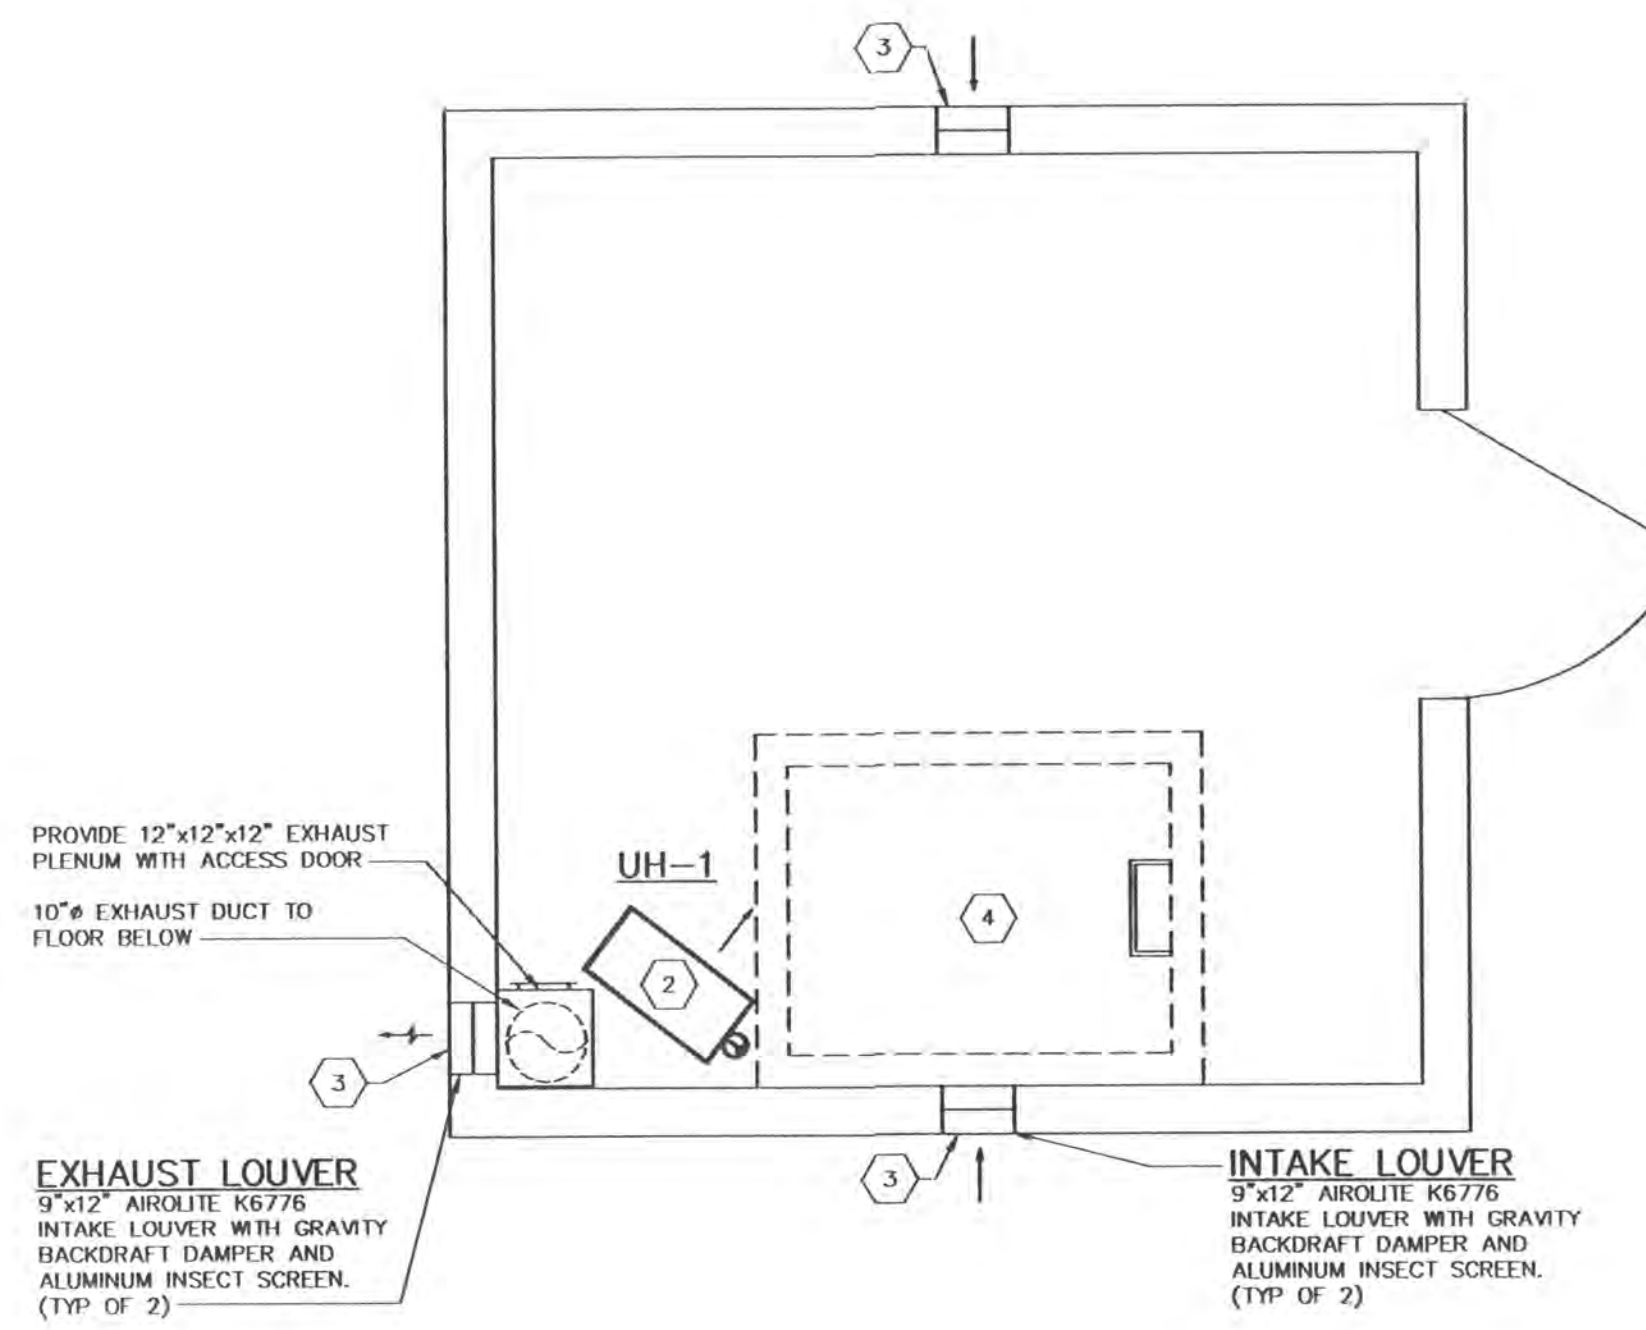 3
PROVIDE 12"x12"x12" EXHAUST
PLENUM WITH ACCESS DOOR
10"ø EXHAUST DUCT TO
FLOOR BELOW
UH-1
2
4
3
3
EXHAUST LOUVER
9"x12" AIROLITE K6776
INTAKE LOUVER WITH GRAVITY
BACKDRAFT DAMPER AND
ALUMINUM INSECT SCREEN.
(TYP OF 2)
INTAKE LOUVER
9"x12" AIROLITE K6776
INTAKE LOUVER WITH GRAVITY
BACKDRAFT DAMPER AND
ALUMINUM INSECT SCREEN.
(TYP OF 2)